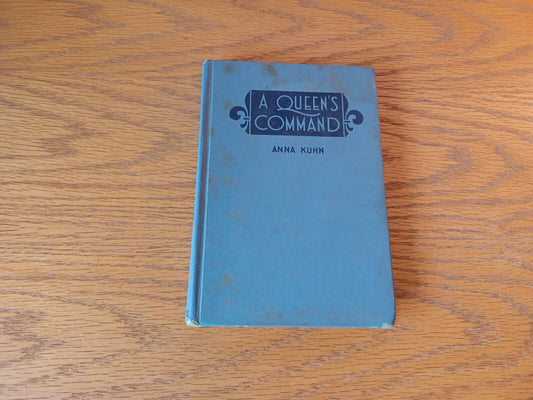 A QUEEN'S
COMMAND
ANNA KUHN